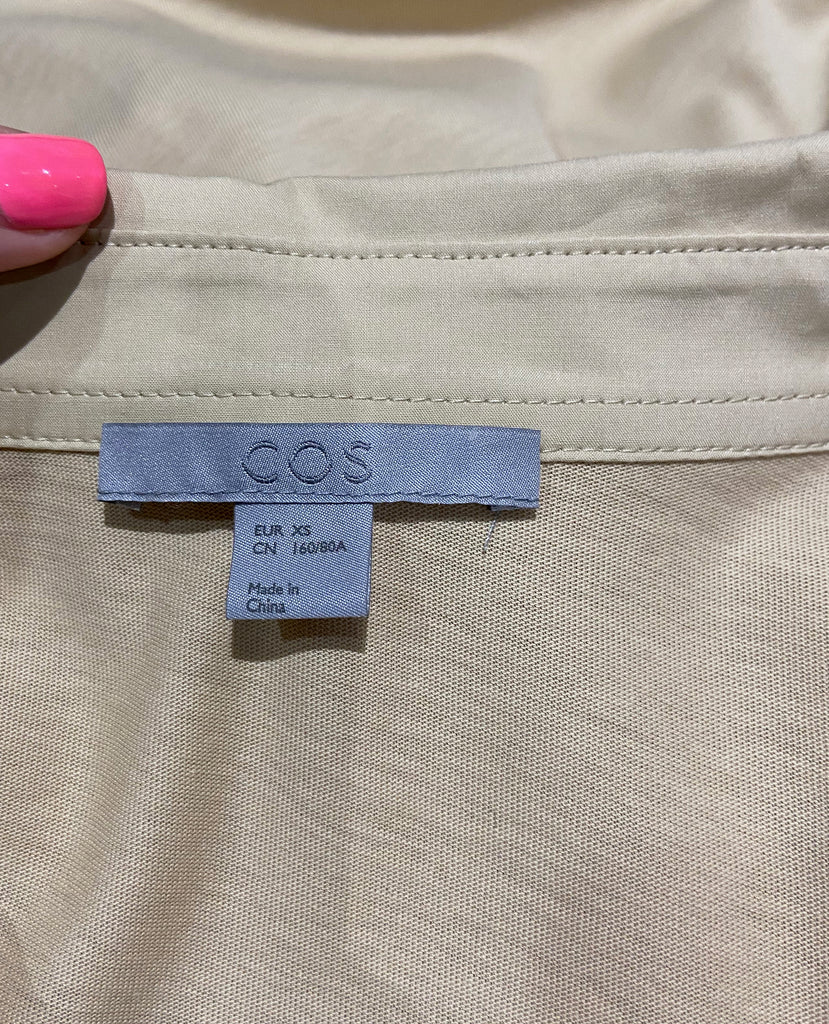 COS
EUR XS
CN 160/80A
Made in
China